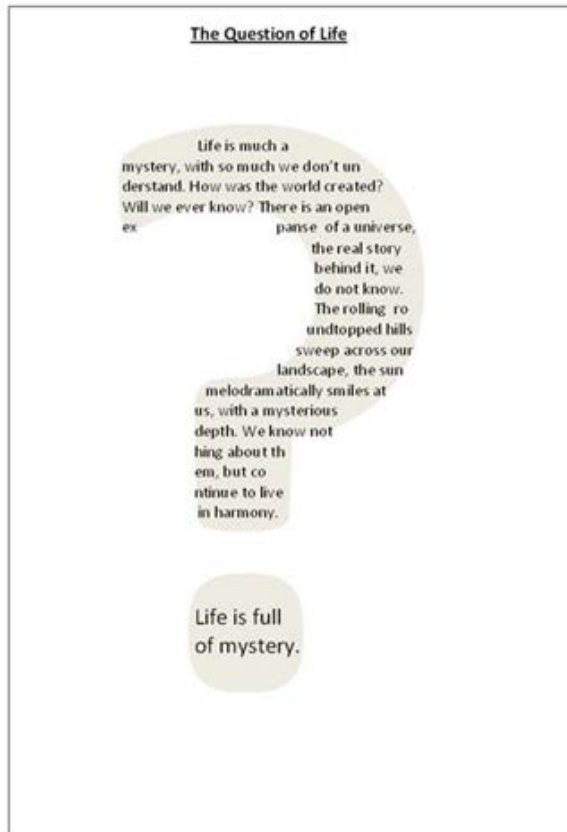 The Question of Life
Life is much a
mystery, with so much we don't un
derstand. How was the world created?
Will we ever know? There is an open
ex panse of a universe,
the real story
behind it, we
do not know.
The rolling ro
undtopped hills
sweep across our
landscape, the sun
melodramatically smiles at
us, with a mysterious
depth. We know not
hing about th
em, but co
ntinue to live
in harmony.
Life is full
of mystery.